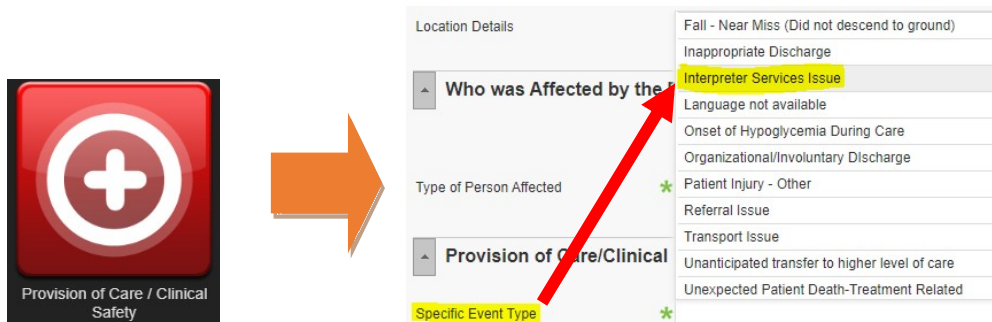 Provision of Care / Clinical
Safety
Location Details
Who was Affected by the
Type of Person Affected *
Provision of Care/Clinical
Specific Event Type *
Fall - Near Miss (Did not descend to ground)
Inappropriate Discharge
Interpreter Services Issue
Language not available
Onset of Hypoglycemia During Care
Organizational/Involuntary DIscharge
Patient Injury - Other
Referral Issue
Transport Issue
Unanticipated transfer to higher level of care
Unexpected Patient Death-Treatment Related